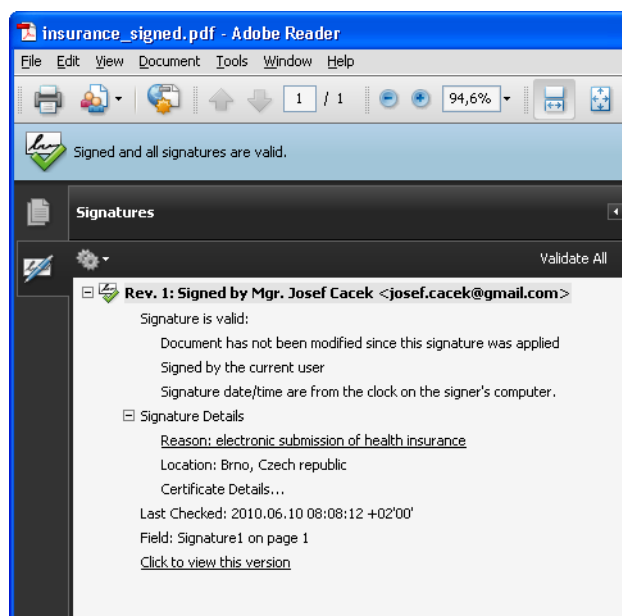 insurance_signed.pdf - Adobe Reader
File Edit View Document Tools Window Help
1 / 1 94,6%
Signed and all signatures are valid.
Signatures
Validate All
Rev. 1: Signed by Mgr. Josef Cacek <josef.cacek@gmail.com>
Signature is valid:
Document has not been modified since this signature was applied
Signed by the current user
Signature date/time are from the clock on the signer's computer.
Signature Details
Reason: electronic submission of health insurance
Location: Brno, Czech republic
Certificate Details...
Last Checked: 2010.06.10 08:08:12 +02'00'
Field: Signature1 on page 1
Click to view this version